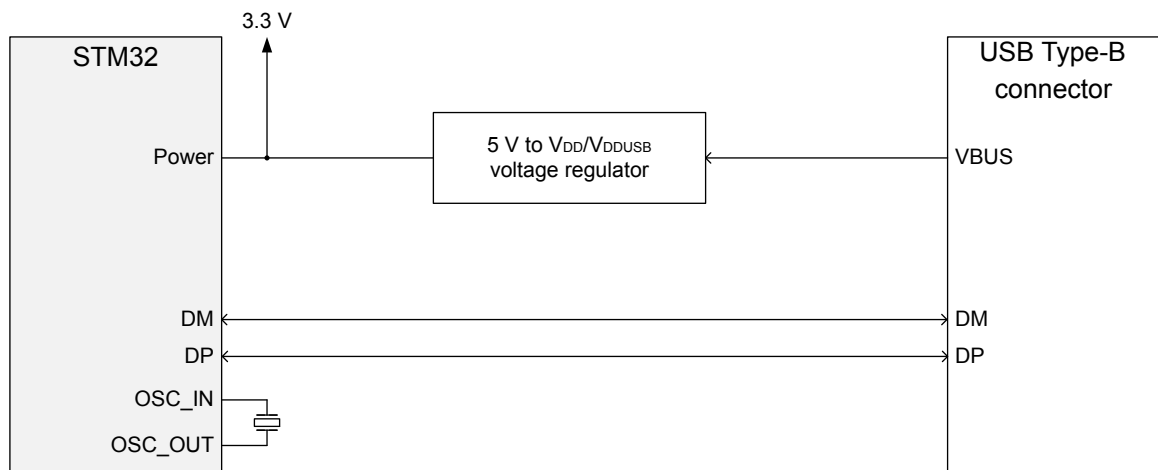 3.3 V
STM32
USB Type-B
connector
5 V to VDD/VDDUSB
voltage regulator
Power
VBUS
DM
DM
DP
DP
OSC_IN
OSC_OUT